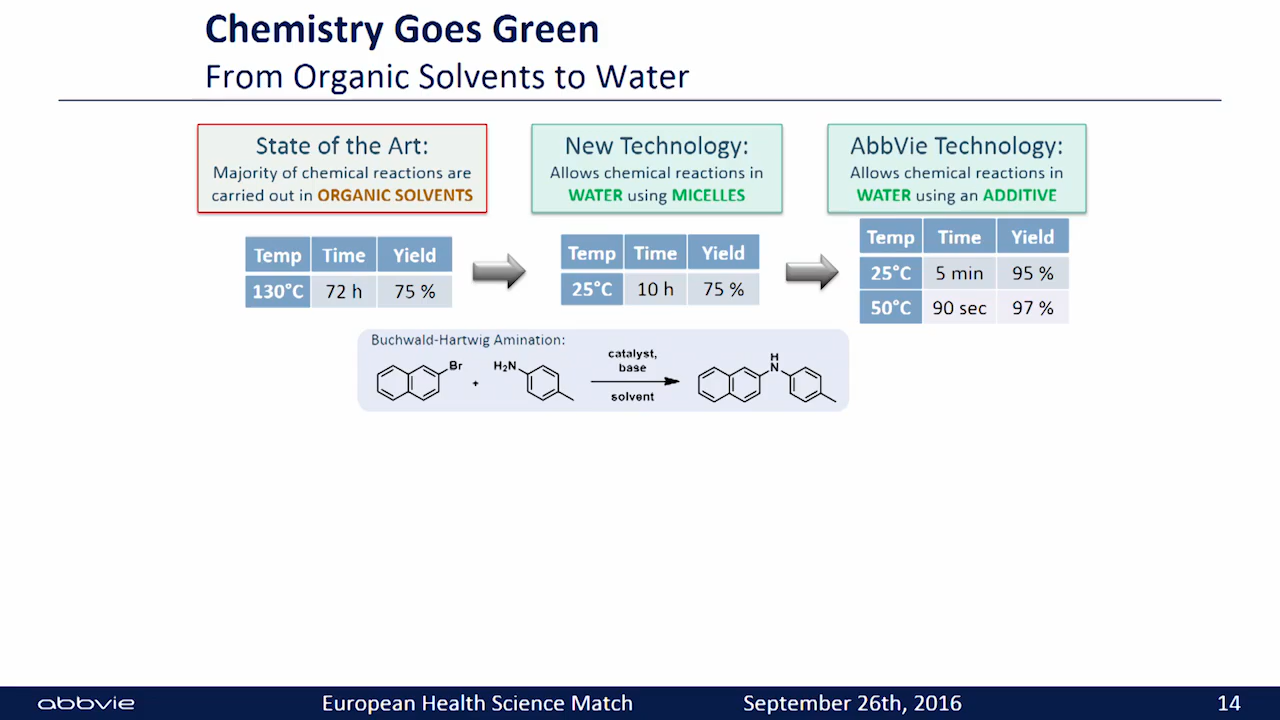 Chemistry Goes Green
From Organic Solvents to Water
State of the Art:
Majority of chemical reactions are
carried out in ORGANIC SOLVENTS
Temp Time Yield
130°C 72 h 75 %
New Technology:
Allows chemical reactions in
WATER using MICELLES
Temp Time Yield
25°C 10 h 75 %
AbbVie Technology:
Allows chemical reactions in
WATER using an ADDITIVE
Temp Time Yield
25°C 5 min 95 %
50°C 90 sec 97 %
Buchwald-Hartwig Amination:
Br
+
H₂N
catalyst,
base
solvent
H
N
abbvie European Health Science Match September 26th, 2016 14